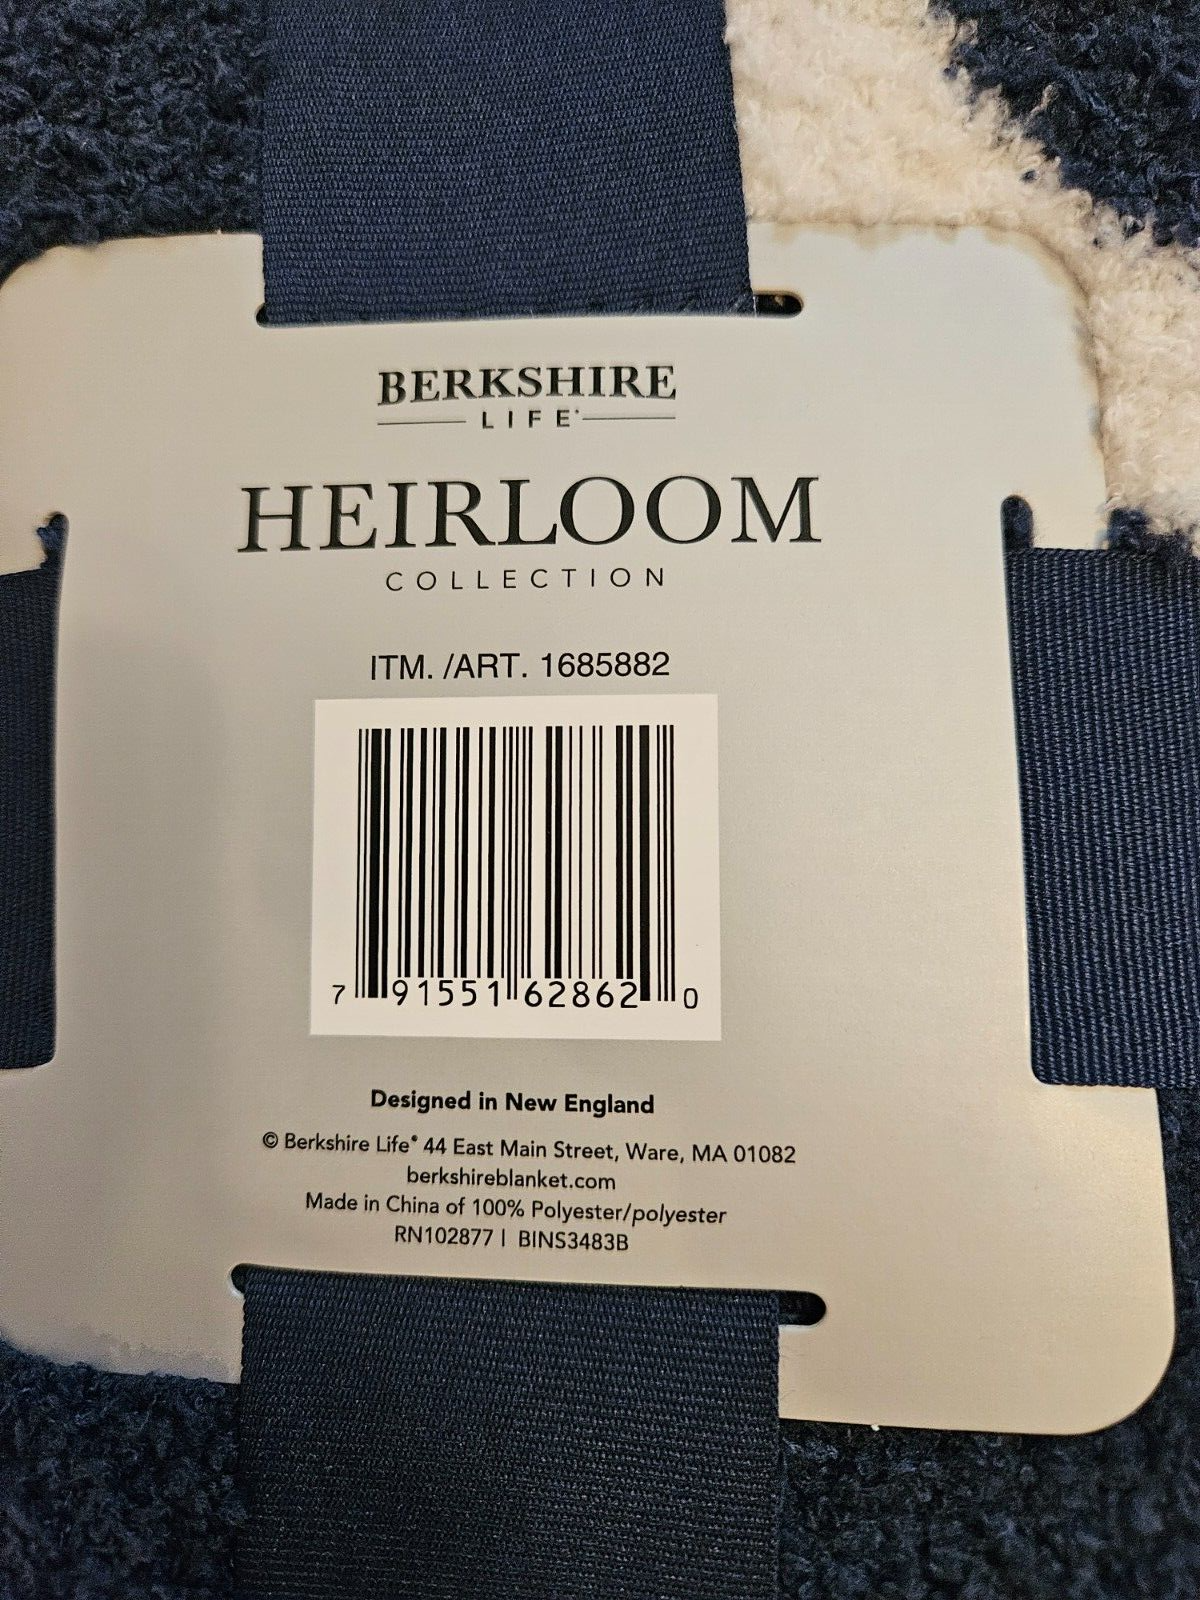 BERKSHIRE
LIFE®
HEIRLOOM
COLLECTION
ITM. /ART. 1685882
7 91551 62862 0
Designed in New England
© Berkshire Life® 44 East Main Street, Ware, MA 01082
berkshireblanket.com
Made in China of 100% Polyester/polyester
RN102877 | BINS3483B